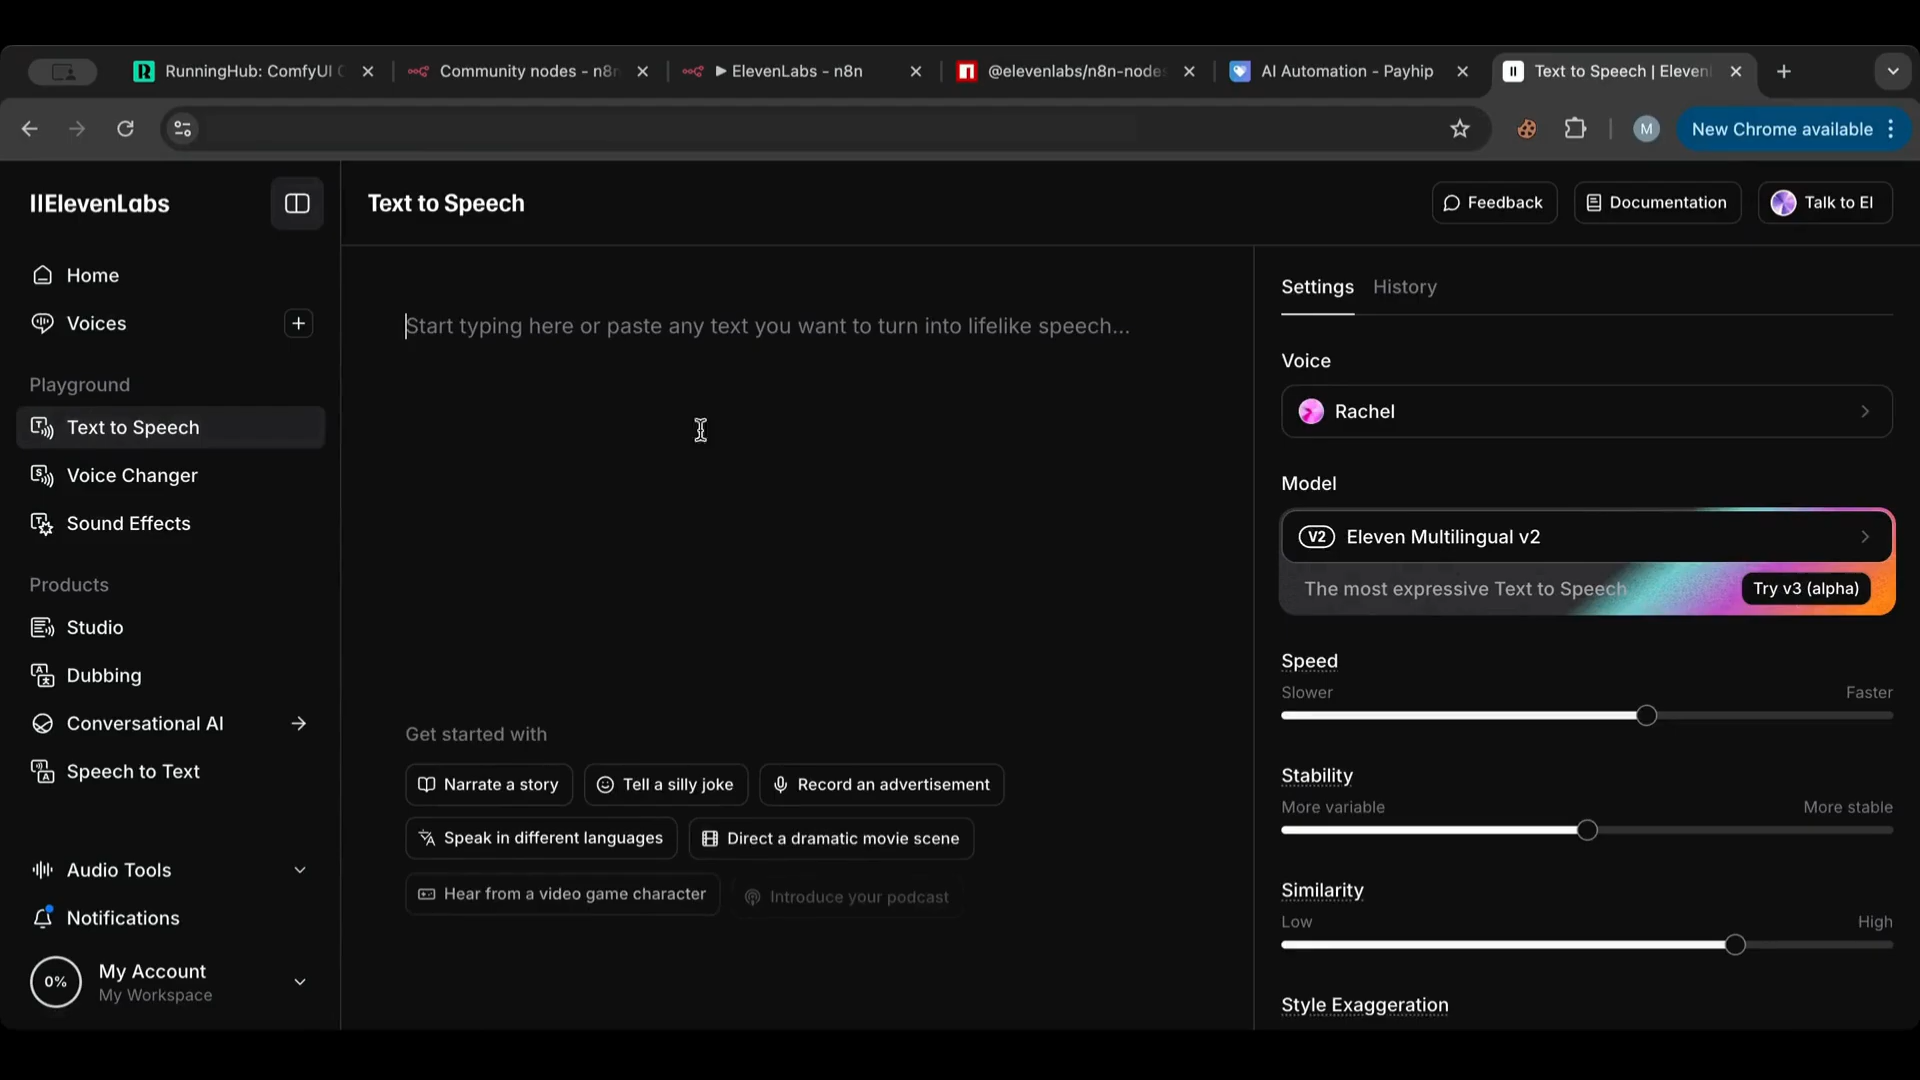 RunningHub: ComfyUI
Community nodes - n8n
▶ ElevenLabs - n8n
@elevenlabs/n8n-nodes
AI Automation - Payhip
Text to Speech | Eleven
M
New Chrome available
IIElevenLabs
Text to Speech
Feedback
Documentation
Talk to El
Home
Voices
Playground
Text to Speech
Voice Changer
Sound Effects
Products
Studio
Dubbing
Conversational AI
Speech to Text
Audio Tools
Notifications
0%
My Account
My Workspace
Start typing here or paste any text you want to turn into lifelike speech...
Get started with
Narrate a story
Tell a silly joke
Record an advertisement
Speak in different languages
Direct a dramatic movie scene
Hear from a video game character
Introduce your podcast
Settings
History
Voice
Rachel
Model
V2
Eleven Multilingual v2
The most expressive Text to Speech
Try v3 (alpha)
Speed
Slower
Faster
Stability
More variable
More stable
Similarity
Low
High
Style Exaggeration